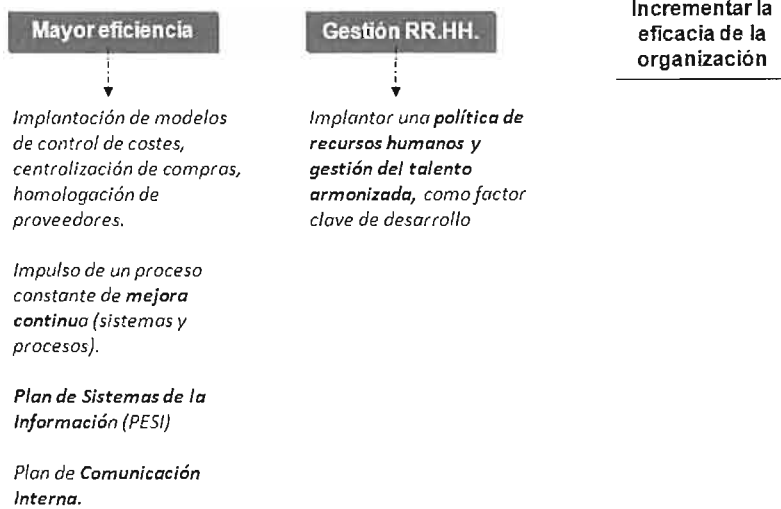 Mayor eficiencia
Implantoción de modelos
de control de costes,
centralización de compras,
homologación de
proveedores.
Impulso de un proceso
constante de mejora
continua (sistemas y
procesos).
Plan de Sistemas de la
Información (PESI)
Plan de Comunicación
Interna.
Gestión RR.HH.
Implantor una política de
recursos humanos y
gestión del talento
armonizada, como factor
clave de desarrollo
Incrementar la
eficacia de la
organización